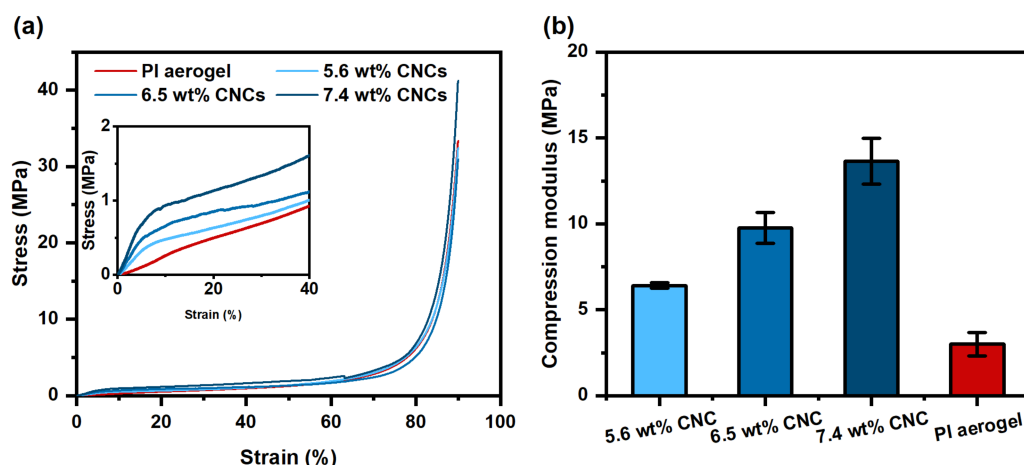 (a)
Stress (MPa)
40
30
20
10
0
PI aerogel
5.6 wt% CNCs
6.5 wt% CNCs
7.4 wt% CNCs
Stress (MPa)
2
1
0
0 20 40
Strain (%)
0 20 40 60 80 100
Strain (%)
(b)
Compression modulus (MPa)
20
15
10
5
0
5.6 wt% CNC
6.5 wt% CNC
7.4 wt% CNC
PI aerogel